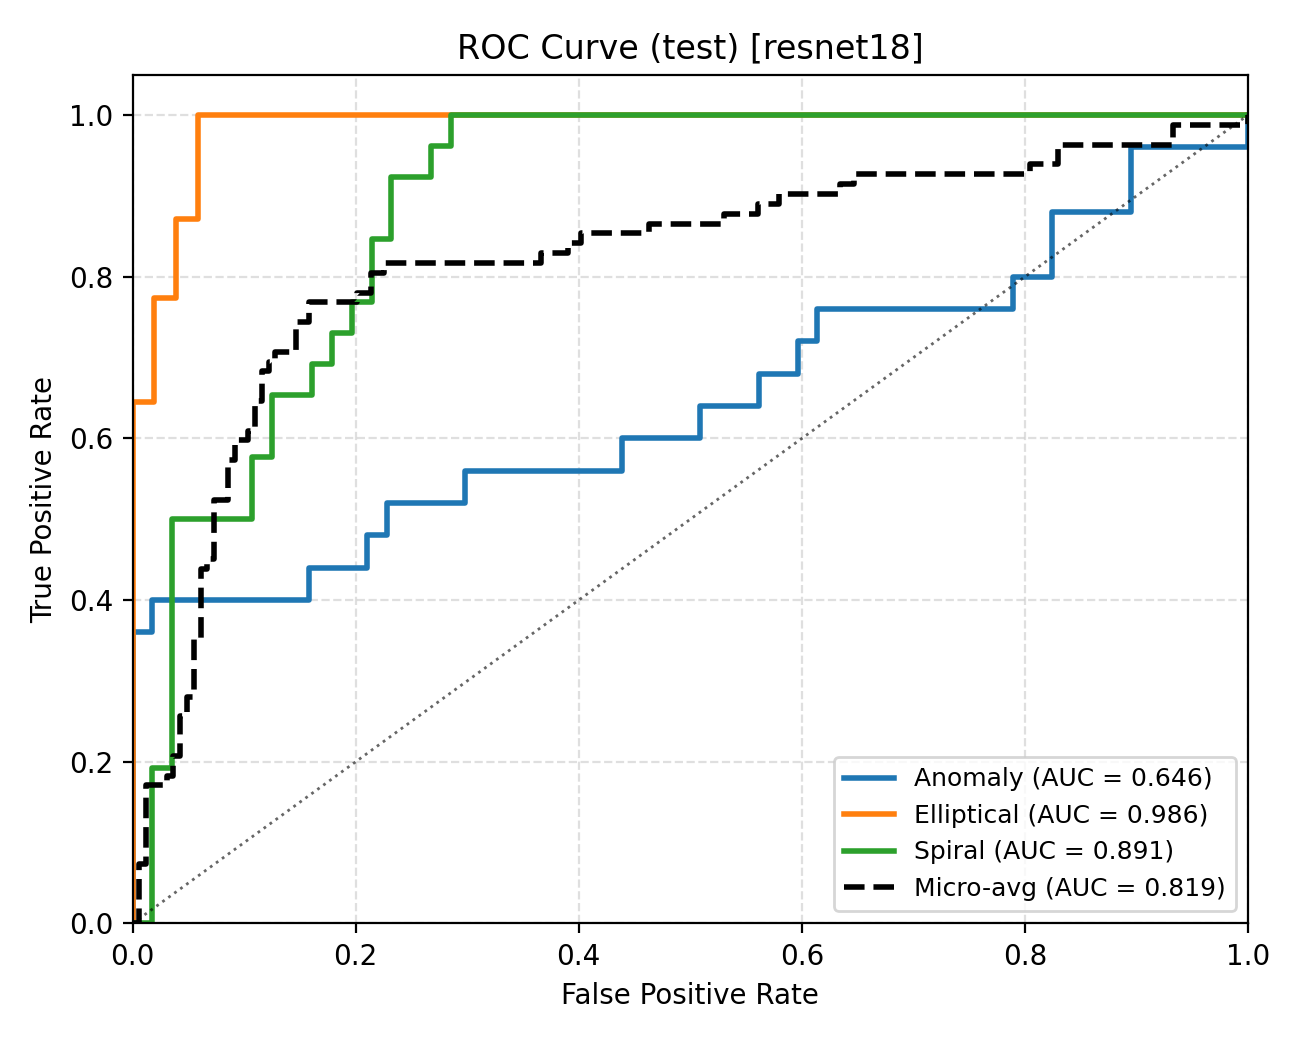 ROC Curve (test) [resnet18]
True Positive Rate
1.0
0.8
0.6
0.4
0.2
0.0
0.0 0.2 0.4 0.6 0.8 1.0
False Positive Rate
Anomaly (AUC = 0.646)
Elliptical (AUC = 0.986)
Spiral (AUC = 0.891)
Micro-avg (AUC = 0.819)